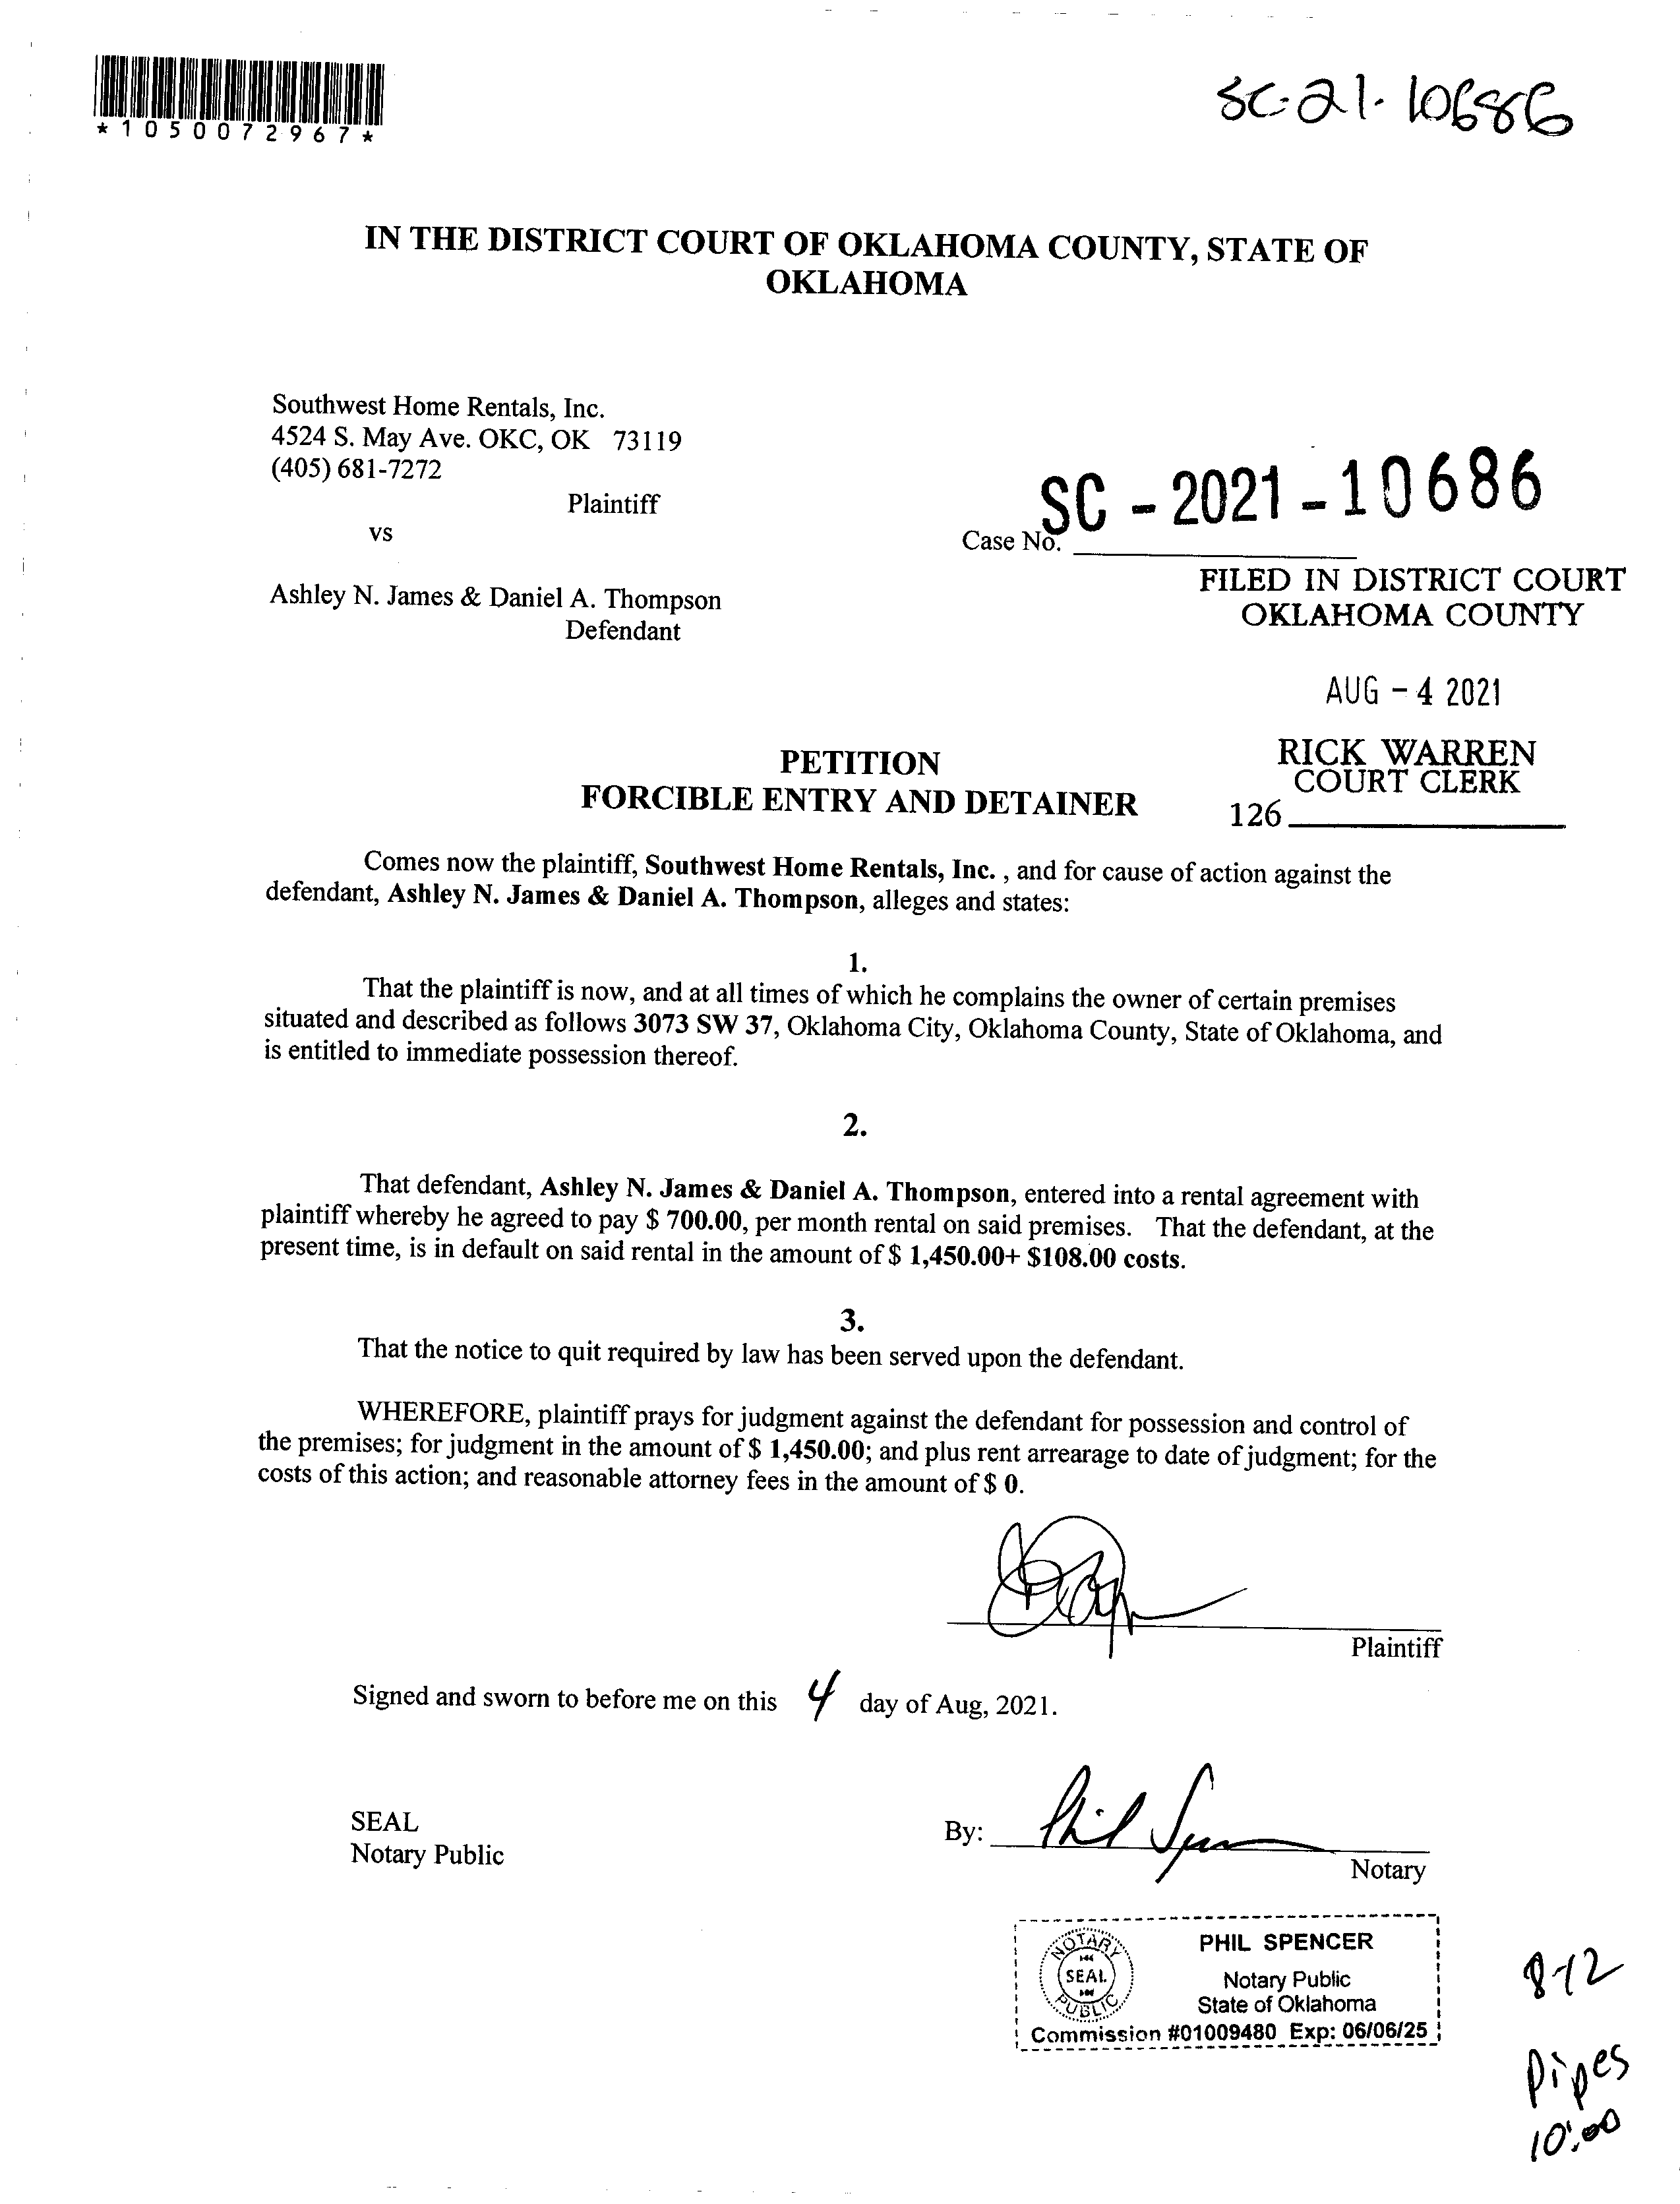 *1050072967*
SC-21-10686
IN THE DISTRICT COURT OF OKLAHOMA COUNTY, STATE OF
OKLAHOMA
Southwest Home Rentals, Inc.
4524 S. May Ave. OKC, OK 73119
(405) 681-7272
Plaintiff
vs
Case No. SC - 2021 - 10686
FILED IN DISTRICT COURT
OKLAHOMA COUNTY
Ashley N. James & Daniel A. Thompson
Defendant
AUG - 4 2021
RICK WARREN
COURT CLERK
126
PETITION
FORCIBLE ENTRY AND DETAINER
Comes now the plaintiff, Southwest Home Rentals, Inc. , and for cause of action against the
defendant, Ashley N. James & Daniel A. Thompson, alleges and states:
1.
That the plaintiff is now, and at all times of which he complains the owner of certain premises
situated and described as follows 3073 SW 37, Oklahoma City, Oklahoma County, State of Oklahoma, and
is entitled to immediate possession thereof.
2.
That defendant, Ashley N. James & Daniel A. Thompson, entered into a rental agreement with
plaintiff whereby he agreed to pay $ 700.00, per month rental on said premises. That the defendant, at the
present time, is in default on said rental in the amount of $ 1,450.00+ $108.00 costs.
3.
That the notice to quit required by law has been served upon the defendant.
WHEREFORE, plaintiff prays for judgment against the defendant for possession and control of
the premises; for judgment in the amount of $ 1,450.00; and plus rent arrearage to date of judgment; for the
costs of this action; and reasonable attorney fees in the amount of $ 0.
Plaintiff
Signed and sworn to before me on this 4 day of Aug, 2021.
SEAL
Notary Public
By: Phil Spencer
Notary
NOTARY
SEAL
PUBLIC
PHIL SPENCER
Notary Public
State of Oklahoma
Commission #01009480 Exp: 06/06/25
8-12
Pipes
10:00